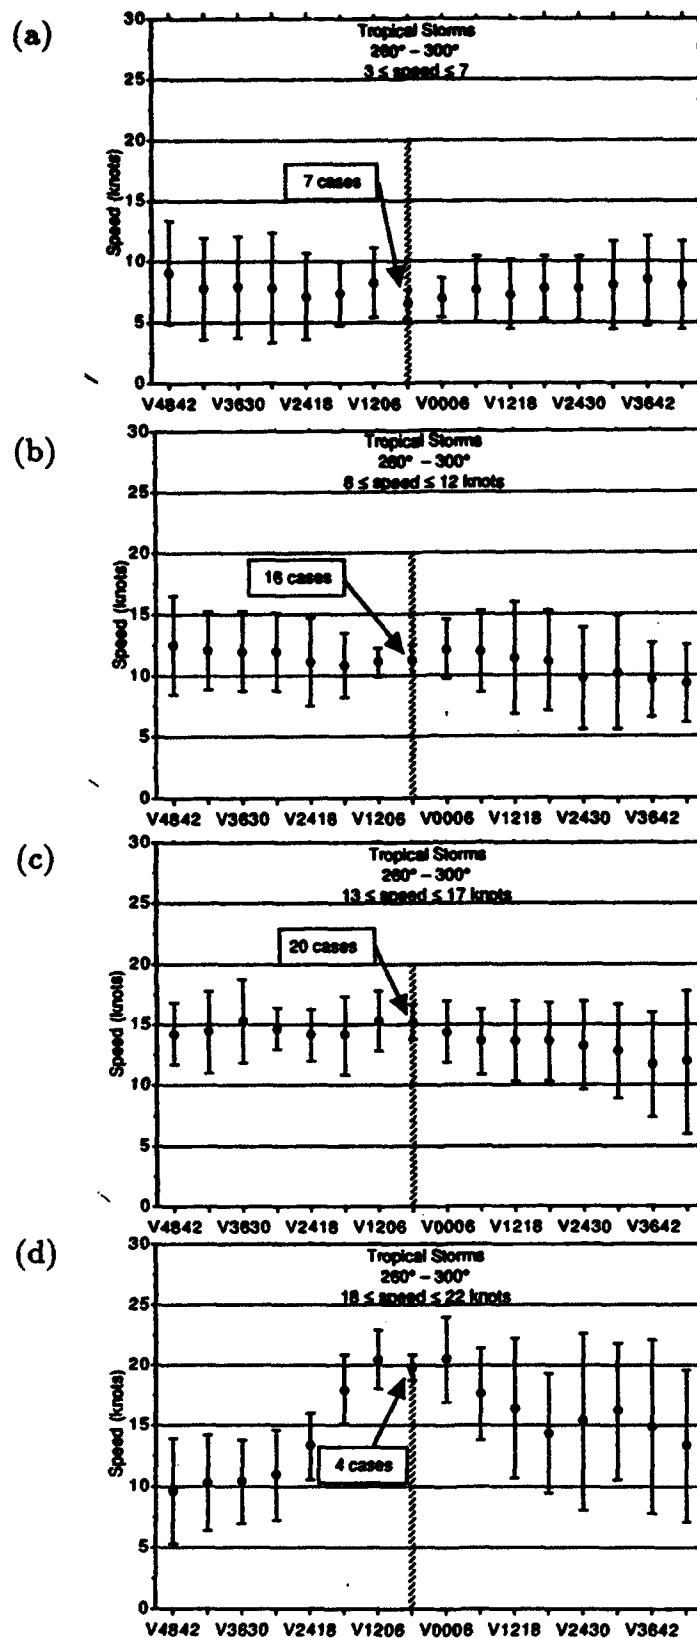 (a)
Tropical Storms
260° – 300°
3 ≤ speed ≤ 7
Speed (knots)
30
25
20
15
10
5
0
7 cases
V4842 V3630 V2418 V1206 V0006 V1218 V2430 V3642
(b)
Tropical Storms
260° – 300°
8 ≤ speed ≤ 12 knots
Speed (knots)
30
25
20
15
10
5
0
16 cases
V4842 V3630 V2418 V1206 V0006 V1218 V2430 V3642
(c)
Tropical Storms
260° – 300°
13 ≤ speed ≤ 17 knots
Speed (knots)
30
25
20
15
10
5
0
20 cases
V4842 V3630 V2418 V1206 V0006 V1218 V2430 V3642
(d)
Tropical Storms
260° – 300°
18 ≤ speed ≤ 22 knots
Speed (knots)
30
25
20
15
10
5
0
4 cases
V4842 V3630 V2418 V1206 V0006 V1218 V2430 V3642